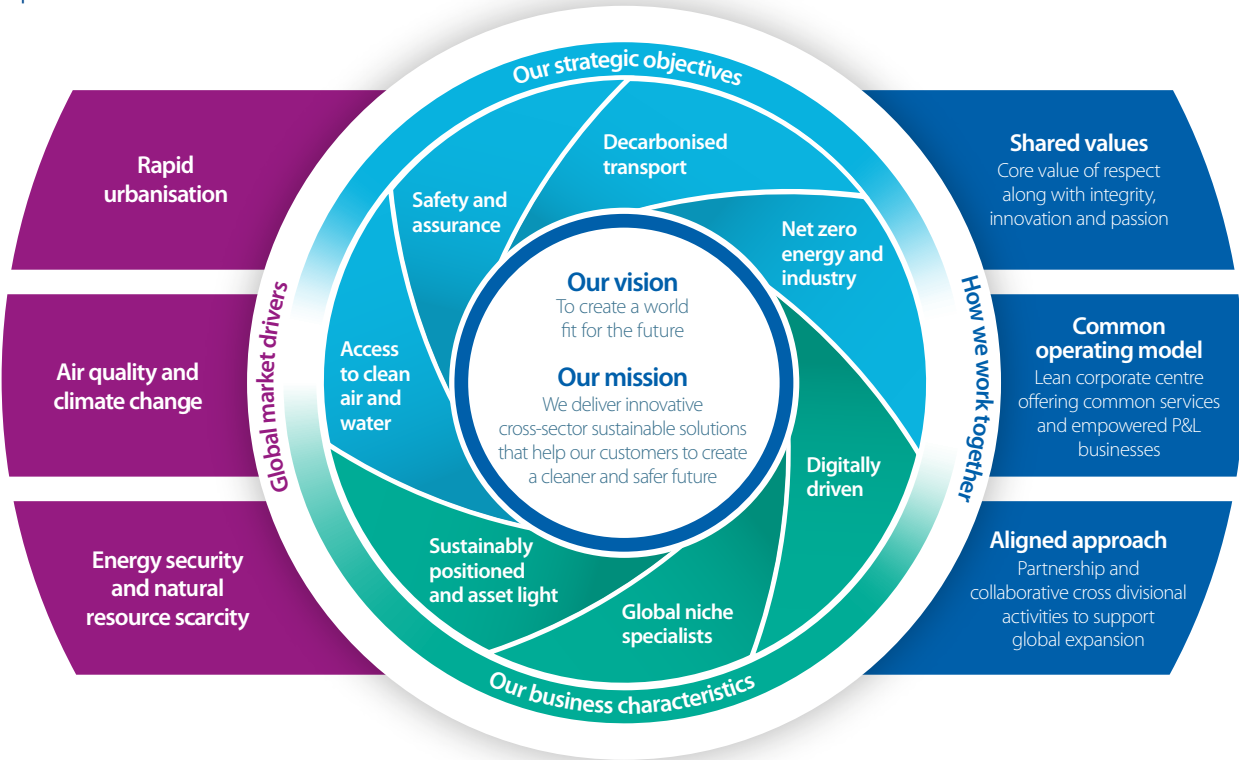 Rapid
urbanisation
Air quality and
climate change
Energy security
and natural
resource scarcity
Global market drivers
Our strategic objectives
Decarbonised
transport
Safety and
assurance
Net zero
energy and
industry
Access
to clean
air and
water
Our vision
To create a world
fit for the future
Our mission
We deliver innovative
cross-sector sustainable solutions
that help our customers to create
a cleaner and safer future
Digitally
driven
Sustainably
positioned
and asset light
Global niche
specialists
Our business characteristics
How we work together
Shared values
Core value of respect
along with integrity,
innovation and passion
Common
operating model
Lean corporate centre
offering common services
and empowered P&L
businesses
Aligned approach
Partnership and
collaborative cross divisional
activities to support
global expansion